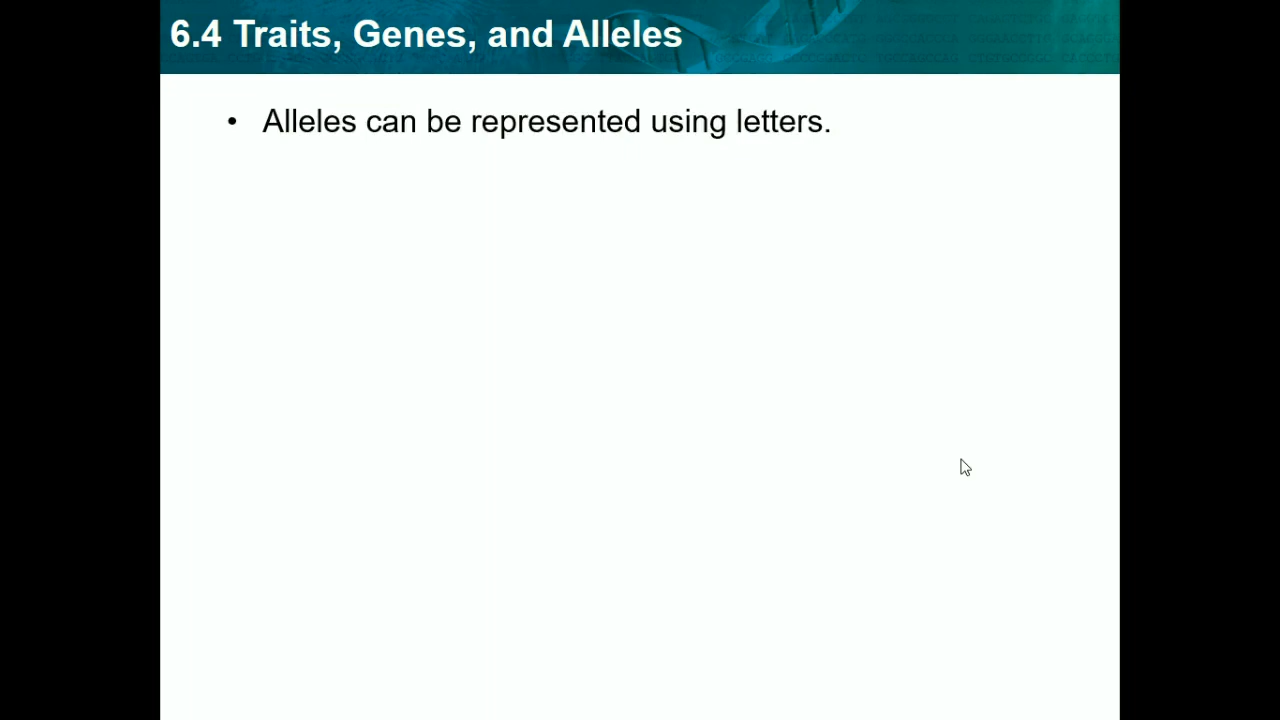 6.4 Traits, Genes, and Alleles
• Alleles can be represented using letters.